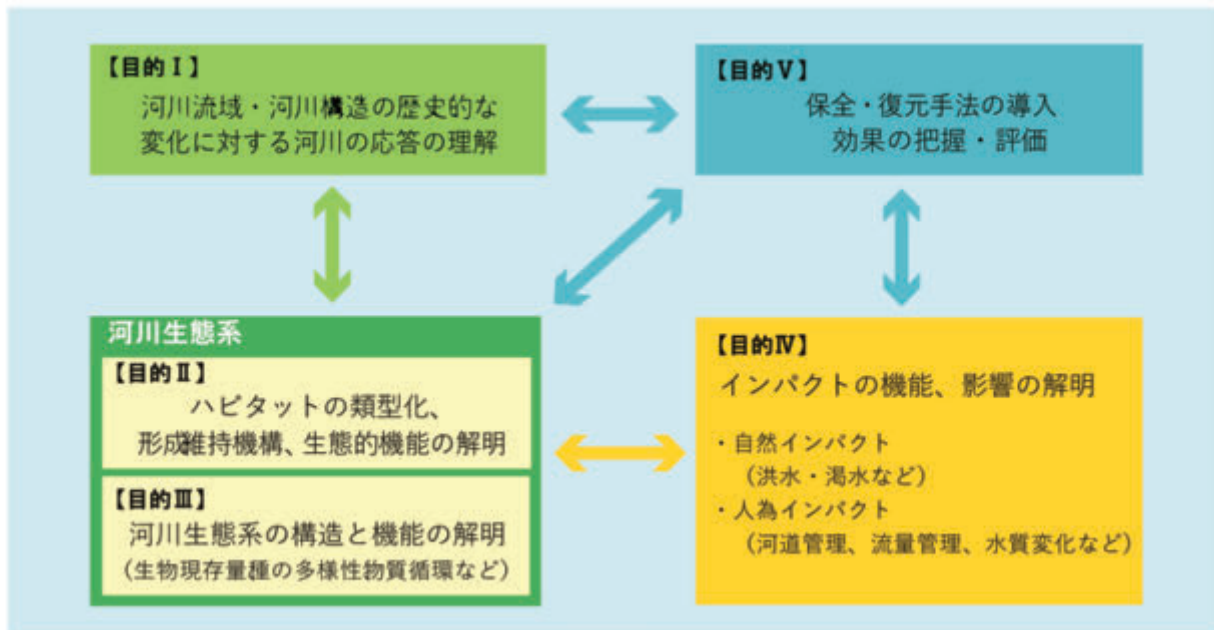 【目的Ⅰ】
河川流域・河川構造の歴史的な
変化に対する河川の応答の理解
【目的Ⅴ】
保全・復元手法の導入
効果の把握・評価
河川生態系
【目的Ⅱ】
ハビタットの類型化、
形成維持機構、生態的機能の解明
【目的Ⅲ】
河川生態系の構造と機能の解明
（生物現存量種の多様性物質循環など）
【目的Ⅳ】
インパクトの機能、影響の解明
・自然インパクト
（洪水・渇水など）
・人為インパクト
（河道管理、流量管理、水質変化など）